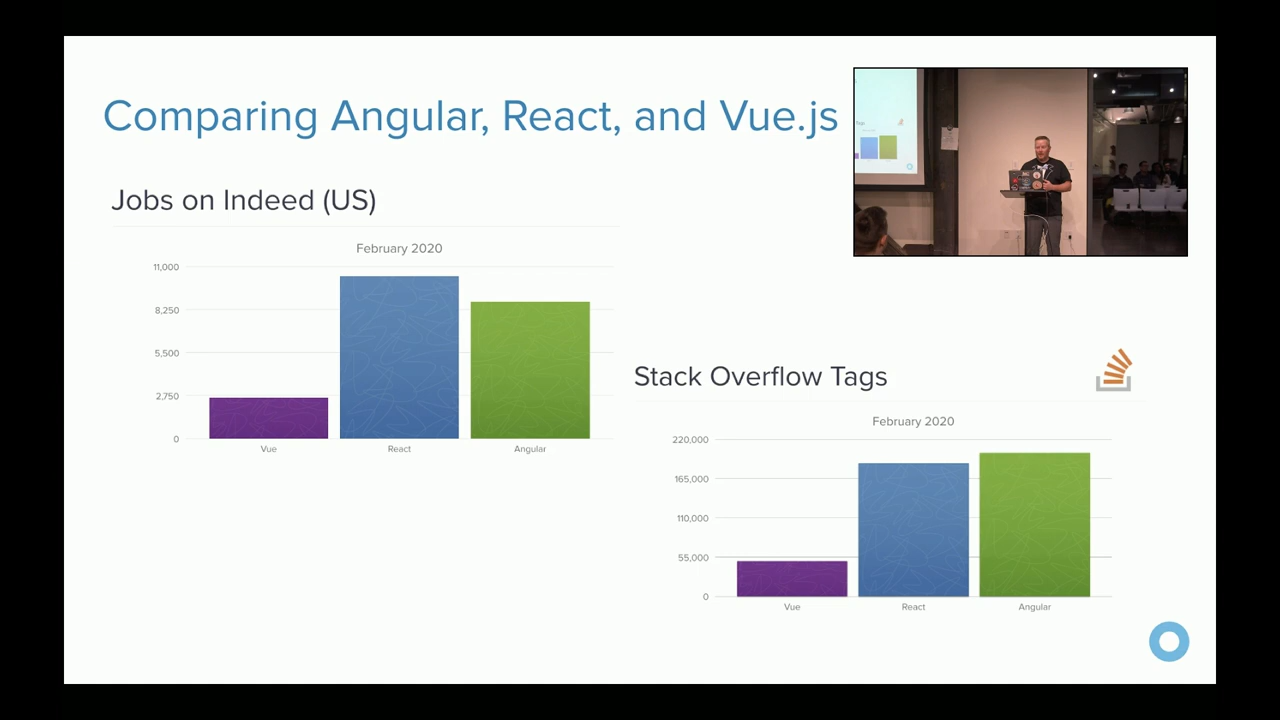 Comparing Angular, React, and Vue.js
Jobs on Indeed (US)
February 2020
11,000
8,250
5,500
2,750
0
Vue React Angular
Stack Overflow Tags
February 2020
220,000
165,000
110,000
55,000
0
Vue React Angular